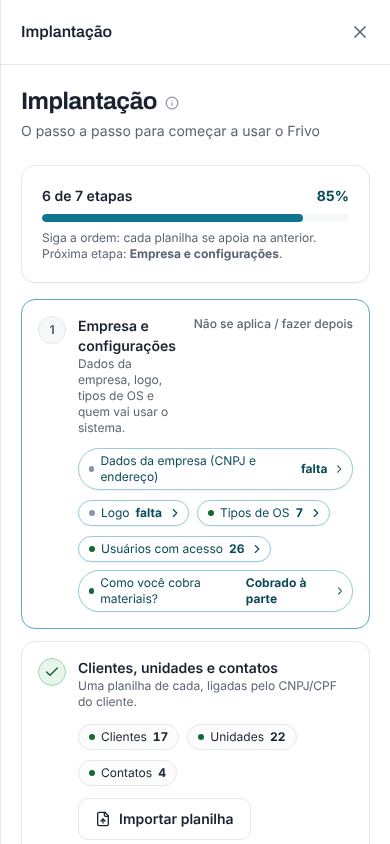 Implantação
Implantação
O passo a passo para começar a usar o Frivo
6 de 7 etapas
85%
Siga a ordem: cada planilha se apoia na anterior.
Próxima etapa: Empresa e configurações.
1
Empresa e
configurações
Não se aplica / fazer depois
Dados da
empresa, logo,
tipos de OS e
quem vai usar o
sistema.
Dados da empresa (CNPJ e
endereço)
falta
Logo falta
Tipos de OS 7
Usuários com acesso 26
Como você cobra
materiais?
Cobrado à
parte
Clientes, unidades e contatos
Uma planilha de cada, ligadas pelo CNPJ/CPF
do cliente.
Clientes 17
Unidades 22
Contatos 4
Importar planilha